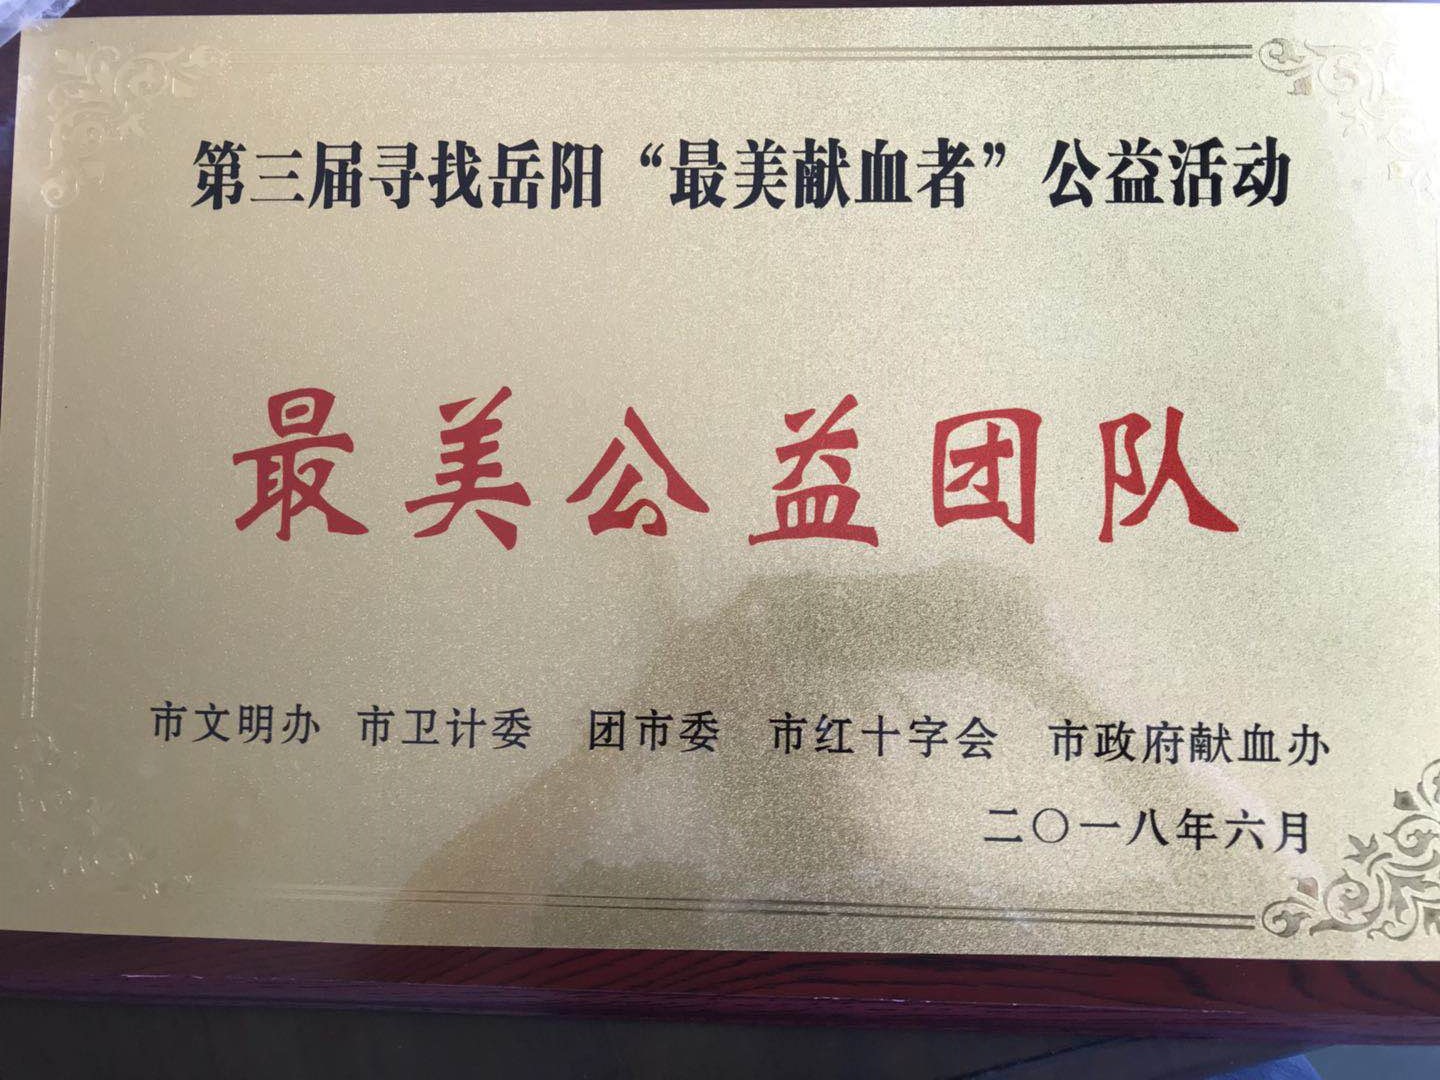 第三届寻找岳阳“最美献血者”公益活动
最美公益团队
市文明办 市卫计委 团市委 市红十字会 市政府献血办
二〇一八年六月